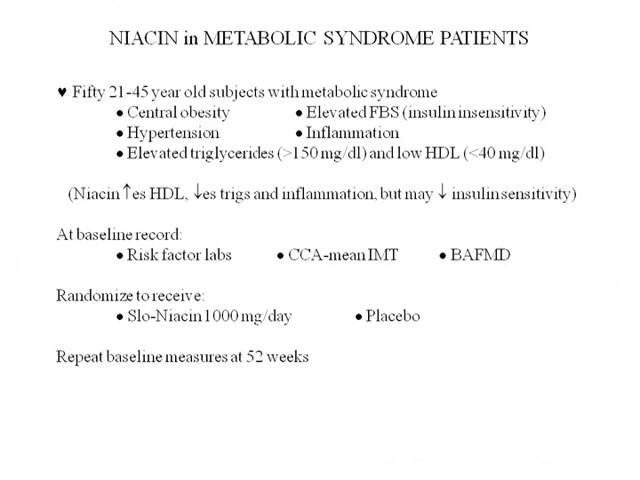 NIACIN in METABOLIC SYNDROME PATIENTS
♥ Fifty 21-45 year old subjects with metabolic syndrome
● Central obesity ● Elevated FBS (insulin insensitivity)
● Hypertension ● Inflammation
● Elevated triglycerides (>150 mg/dl) and low HDL (<40 mg/dl)
(Niacin ↑es HDL, ↓es trigs and inflammation, but may ↓ insulin sensitivity)
At baseline record:
● Risk factor labs ● CCA-mean IMT ● BAFMD
Randomize to receive:
● Slo-Niacin 1000 mg/day ● Placebo
Repeat baseline measures at 52 weeks